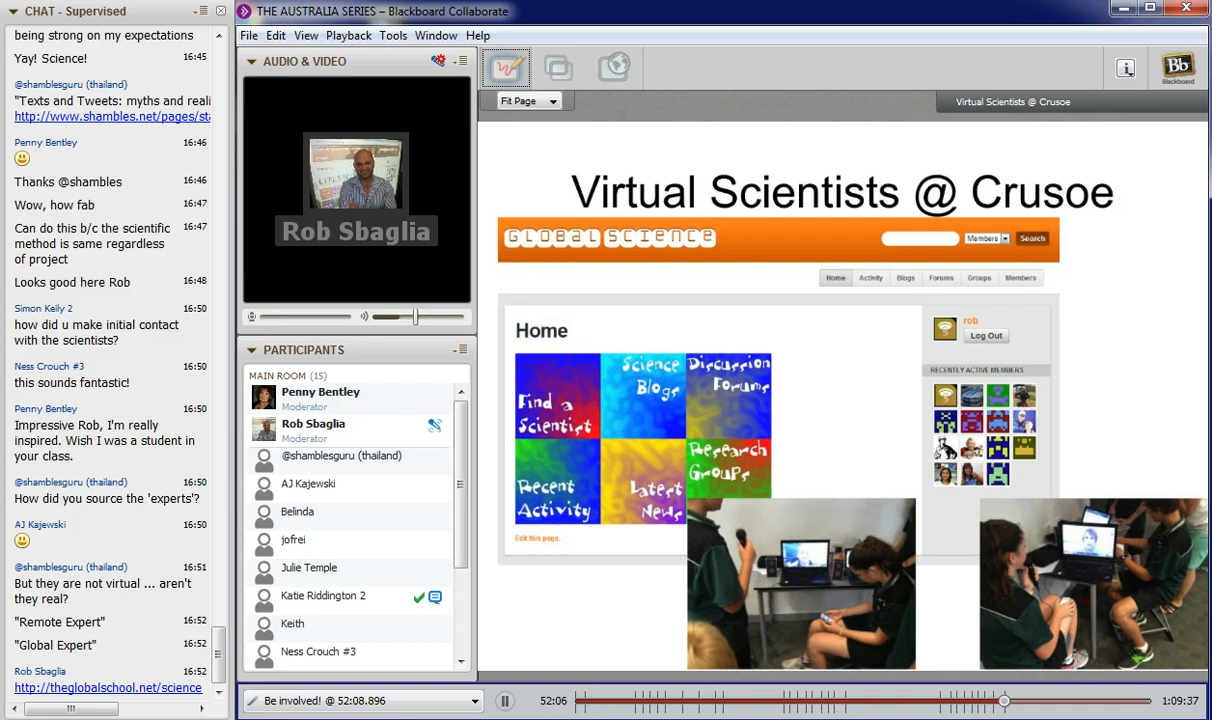 CHAT - Supervised
being strong on my expectations
Yay! Science! 16:45
@shamblesguru (thailand)
"Texts and Tweets: myths and reali 16:46
http://www.shambles.net/pages/sta
Penny Bentley 16:46
Thanks @shambles 16:46
Wow, how fab 16:47
Can do this b/c the scientific 16:47
method is same regardless
of project
Looks good here Rob 16:48
Simon Keily 2 16:50
how did u make initial contact
with the scientists?
Ness Crouch #3 16:50
this sounds fantastic!
Penny Bentley 16:50
Impressive Rob, I'm really
inspired. Wish I was a student in
your class.
@shamblesguru (thailand) 16:50
How did you source the 'experts'?
AJ Kajewski 16:50
@shamblesguru (thailand) 16:51
But they are not virtual ... aren't
they real?
"Remote Expert" 16:52
"Global Expert" 16:52
Rob Sbaglia 16:52
http://theglobalschool.net/science
THE AUSTRALIA SERIES – Blackboard Collaborate
File Edit View Playback Tools Window Help
AUDIO & VIDEO
Rob Sbaglia
PARTICIPANTS
MAIN ROOM (15)
Penny Bentley
Moderator
Rob Sbaglia
Moderator
@shamblesguru (thailand)
AJ Kajewski
Belinda
jofrei
Julie Temple
Katie Riddington 2
Keith
Ness Crouch #3
Bb
Blackboard
Fit Page
Virtual Scientists @ Crusoe
Virtual Scientists @ Crusoe
GLOBAL SCIENCE
Members Search
Home Activity Blogs Forums Groups Members
Home
Find a Scientist
Science Blogs
Discussion Forums
Recent Activity
Latest News
Research Groups
Edit this page.
rob
Log Out
RECENTLY ACTIVE MEMBERS
Be involved! @ 52:08.896
52:06
1:09:37